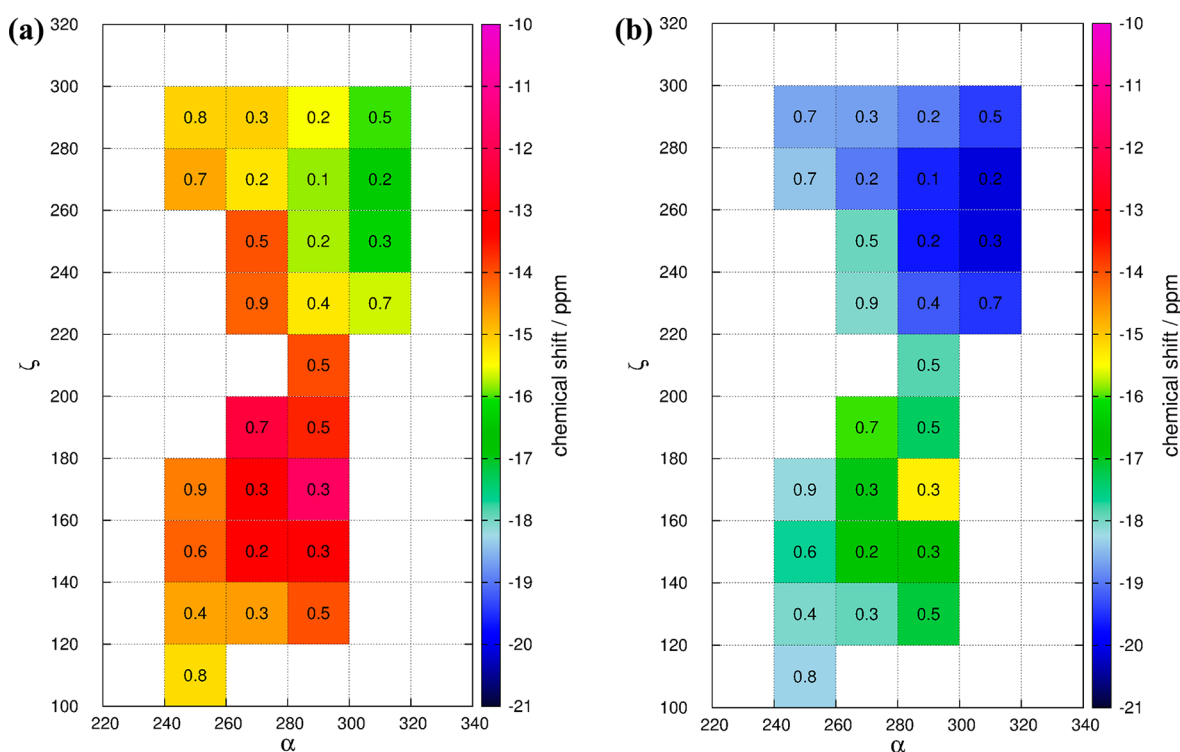 (a)
320
300
280
260
240
220
200
180
160
140
120
100
ζ
0.8 0.3 0.2 0.5
0.7 0.2 0.1 0.2
0.5 0.2 0.3
0.9 0.4 0.7
0.5
0.7 0.5
0.9 0.3 0.3
0.6 0.2 0.3
0.4 0.3 0.5
0.8
220 240 260 280 300 320 340
α
-10
-11
-12
-13
-14
-15
-16
-17
-18
-19
-20
-21
chemical shift / ppm
(b)
320
300
280
260
240
220
200
180
160
140
120
100
ζ
0.7 0.3 0.2 0.5
0.7 0.2 0.1 0.2
0.5 0.2 0.3
0.9 0.4 0.7
0.5
0.7 0.5
0.9 0.3 0.3
0.6 0.2 0.3
0.4 0.3 0.5
0.8
220 240 260 280 300 320 340
α
-10
-11
-12
-13
-14
-15
-16
-17
-18
-19
-20
-21
chemical shift / ppm